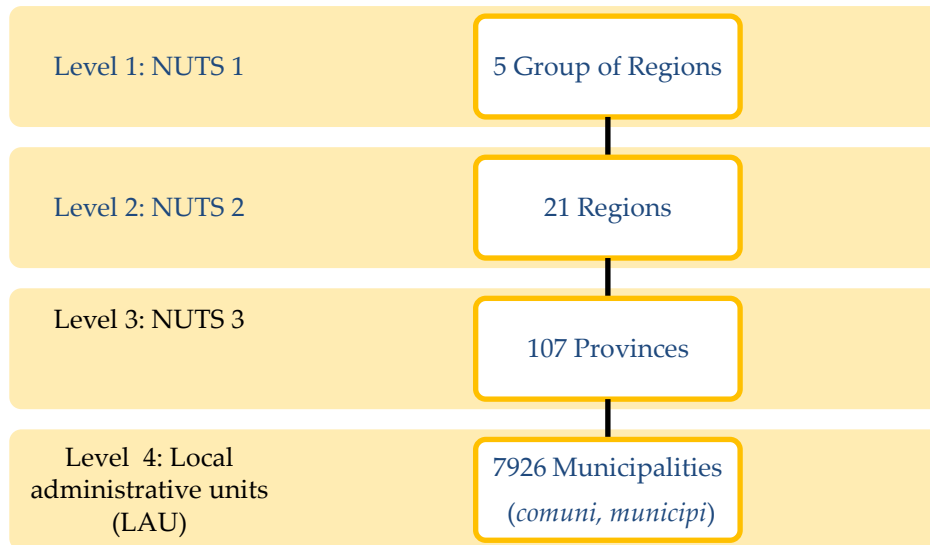 Level 1: NUTS 1
5 Group of Regions
Level 2: NUTS 2
21 Regions
Level 3: NUTS 3
107 Provinces
Level 4: Local
administrative units
(LAU)
7926 Municipalities
(comuni, municipi)